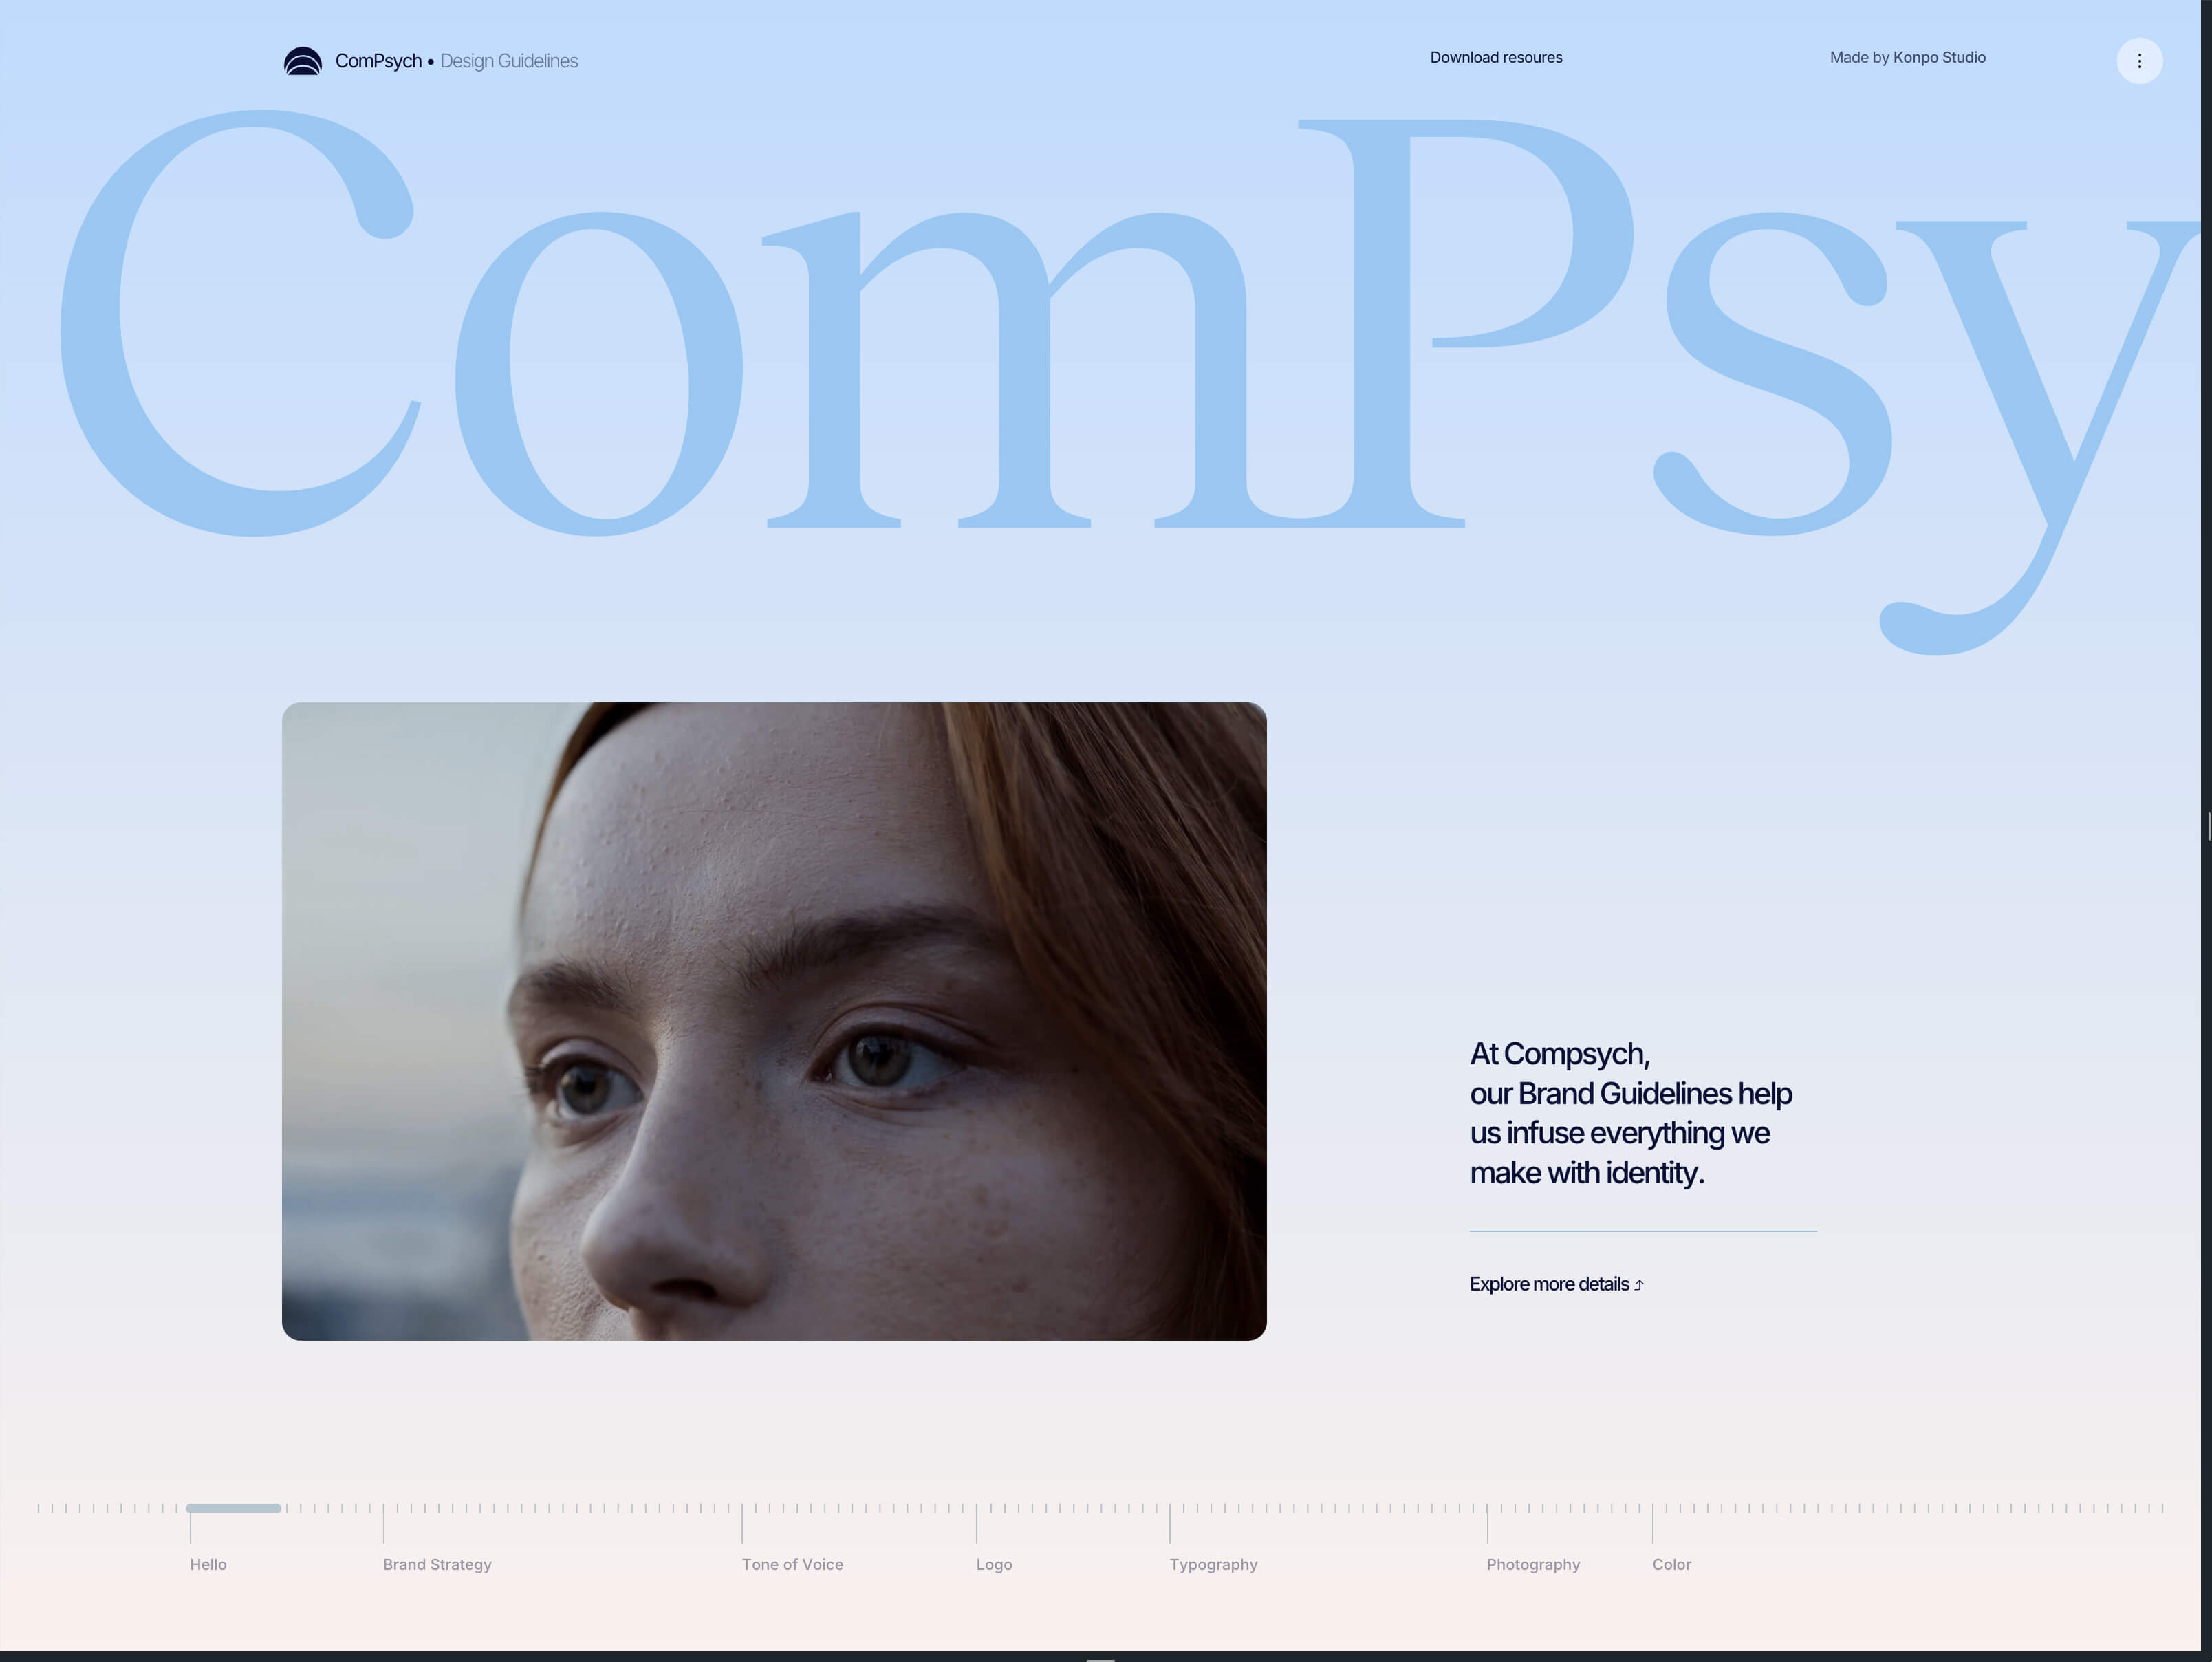 ComPsych • Design Guidelines
Download resoures
Made by Konpo Studio
ComPsy
At Compsych,
our Brand Guidelines help
us infuse everything we
make with identity.
Explore more details ⤴
Hello
Brand Strategy
Tone of Voice
Logo
Typography
Photography
Color